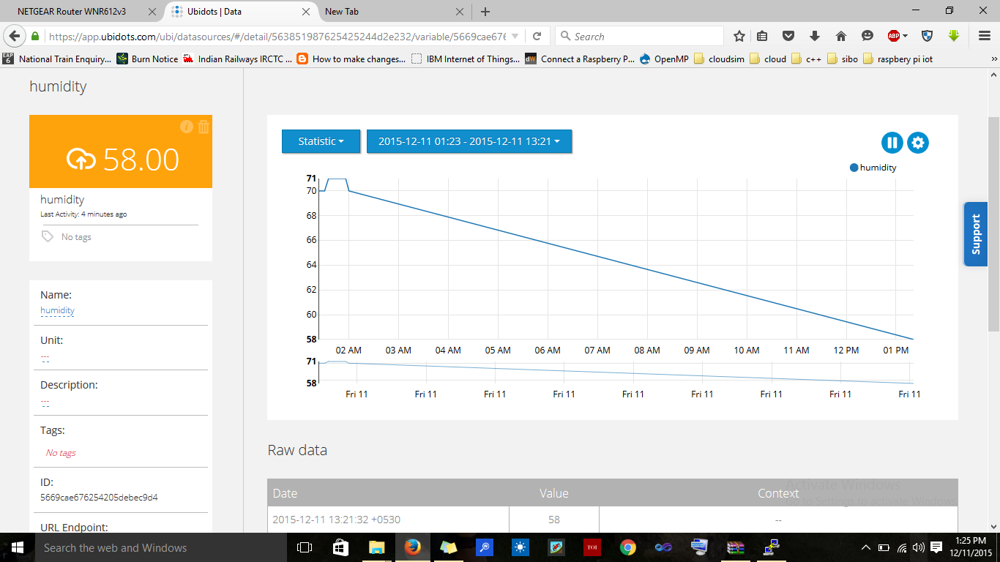 NETGEAR Router WNR612v3
Ubidots | Data
New Tab
https://app.ubidots.com/ubi/datasources/#/detail/563851987625425244d2e232/variable/5669cae676
Search
ABP
EAP 6
National Train Enquiry...
Burn Notice
Indian Railways IRCTC ...
How to make changes...
IBM Internet of Things...
dW
Connect a Raspberry P...
OpenMP
cloudsim
cloud
c++
sibo
raspbery pi iot
»
humidity
58.00
humidity
Last Activity: 4 minutes ago
No tags
Name:
humidity
Unit:
---
Description:
---
Tags:
No tags
ID:
5669cae676254205debec9d4
URL Endpoint:
Statistic
2015-12-11 01:23 - 2015-12-11 13:21
humidity
71
70
68
66
64
62
60
58
02 AM 03 AM 04 AM 05 AM 06 AM 07 AM 08 AM 09 AM 10 AM 11 AM 12 PM 01 PM
71
58
Fri 11 Fri 11 Fri 11 Fri 11 Fri 11 Fri 11 Fri 11 Fri 11 Fri 11
Support
Raw data
Date Value Context
2015-12-11 13:21:32 +0530 58 --
Activate Windows
Go to Settings to activate Windows.
Search the web and Windows
TOI
1:25 PM
12/11/2015